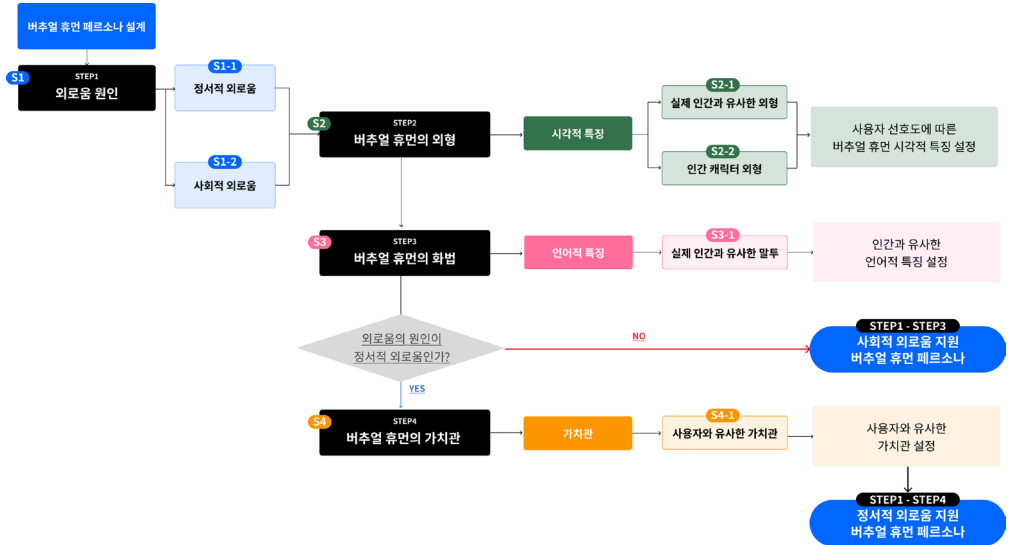 버추얼 휴먼 페르소나 설계
S1
STEP1
외로움 원인
S1-1
정서적 외로움
S1-2
사회적 외로움
S2
STEP2
버추얼 휴먼의 외형
시각적 특징
S2-1
실제 인간과 유사한 외형
S2-2
인간 캐릭터 외형
사용자 선호도에 따른
버추얼 휴먼 시각적 특징 설정
S3
STEP3
버추얼 휴먼의 화법
언어적 특징
S3-1
실제 인간과 유사한 말투
인간과 유사한
언어적 특징 설정
외로움의 원인이
정서적 외로움인가?
NO
STEP1 - STEP3
사회적 외로움 지원
버추얼 휴먼 페르소나
YES
S4
STEP4
버추얼 휴먼의 가치관
가치관
S4-1
사용자와 유사한 가치관
사용자와 유사한
가치관 설정
STEP1 - STEP4
정서적 외로움 지원
버추얼 휴먼 페르소나